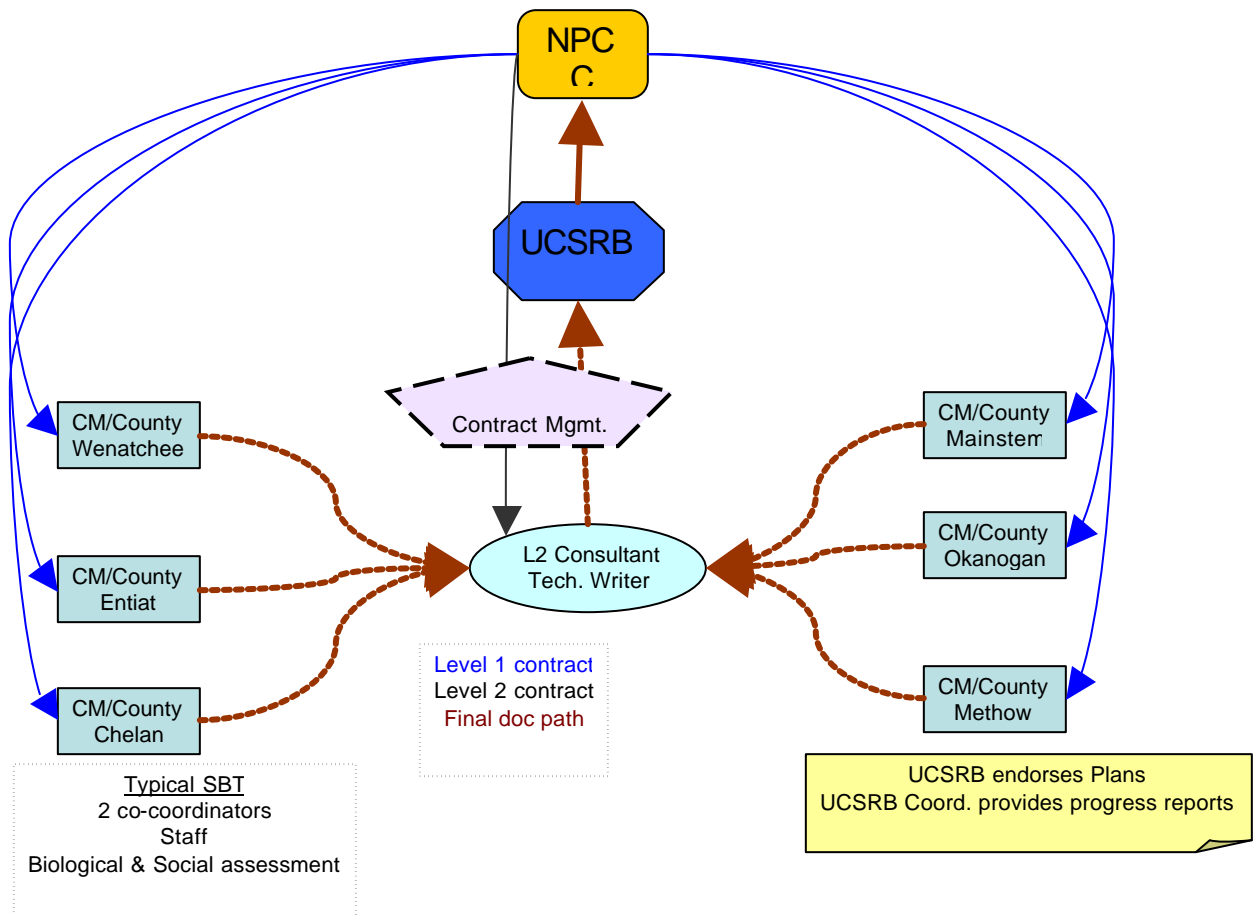 NPC
C
UCSRB
Contract Mgmt.
CM/County
Wenatchee
CM/County
Entiat
CM/County
Chelan
L2 Consultant
Tech. Writer
CM/County
Mainstem
CM/County
Okanogan
CM/County
Methow
Level 1 contract
Level 2 contract
Final doc path
Typical SBT
2 co-coordinators
Staff
Biological & Social assessment
UCSRB endorses Plans
UCSRB Coord. provides progress reports